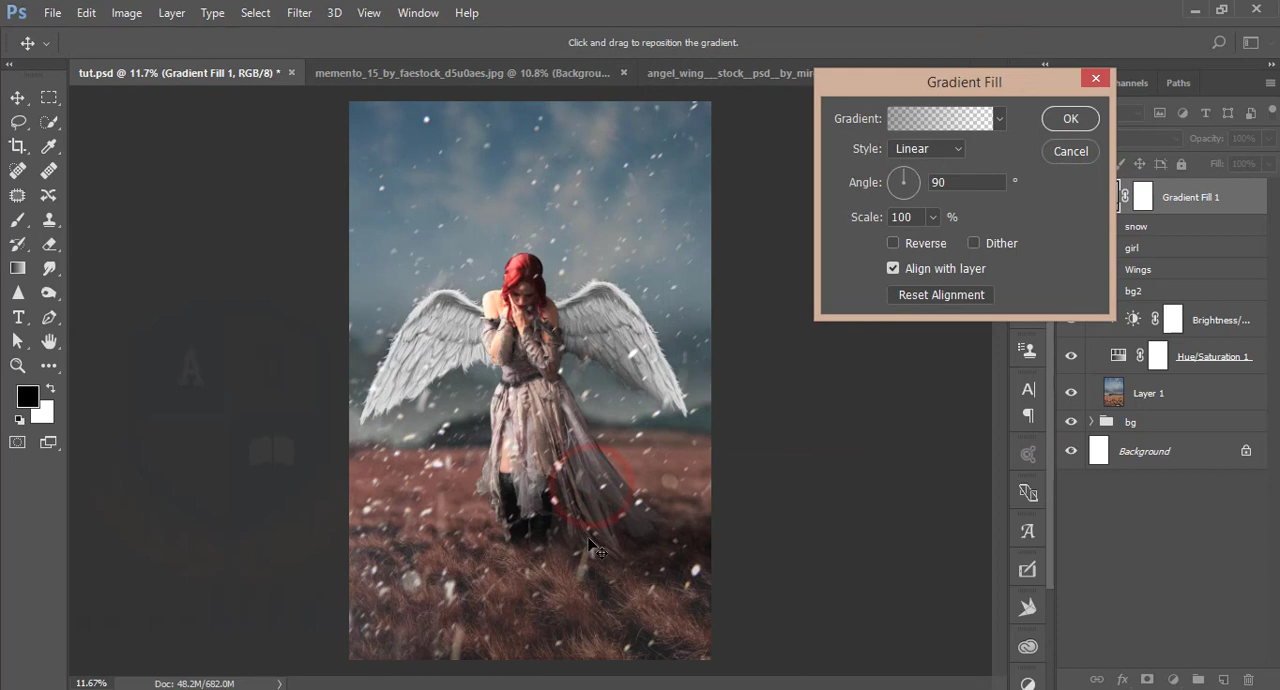 Ps File Edit Image Layer Type Select Filter 3D View Window Help
Click and drag to reposition the gradient.
tut.psd @ 11.7% (Gradient Fill 1, RGB/8) * ×
memento_15_by_faestock_d5u0aes.jpg @ 10.8% (Backgrou... ×
angel_wing___stock__psd__by_mir
Gradient Fill
Gradient:
OK
Style: Linear
Cancel
Angle: 90 °
Scale: 100 %
Reverse Dither
Align with layer
Reset Alignment
Paths
Opacity: 100%
Fill: 100%
Gradient Fill 1
snow
girl
Wings
bg2
Brightness/...
Hue/Saturation 1
Layer 1
bg
Background
A
11.67% Doc: 48.2M/682.0M